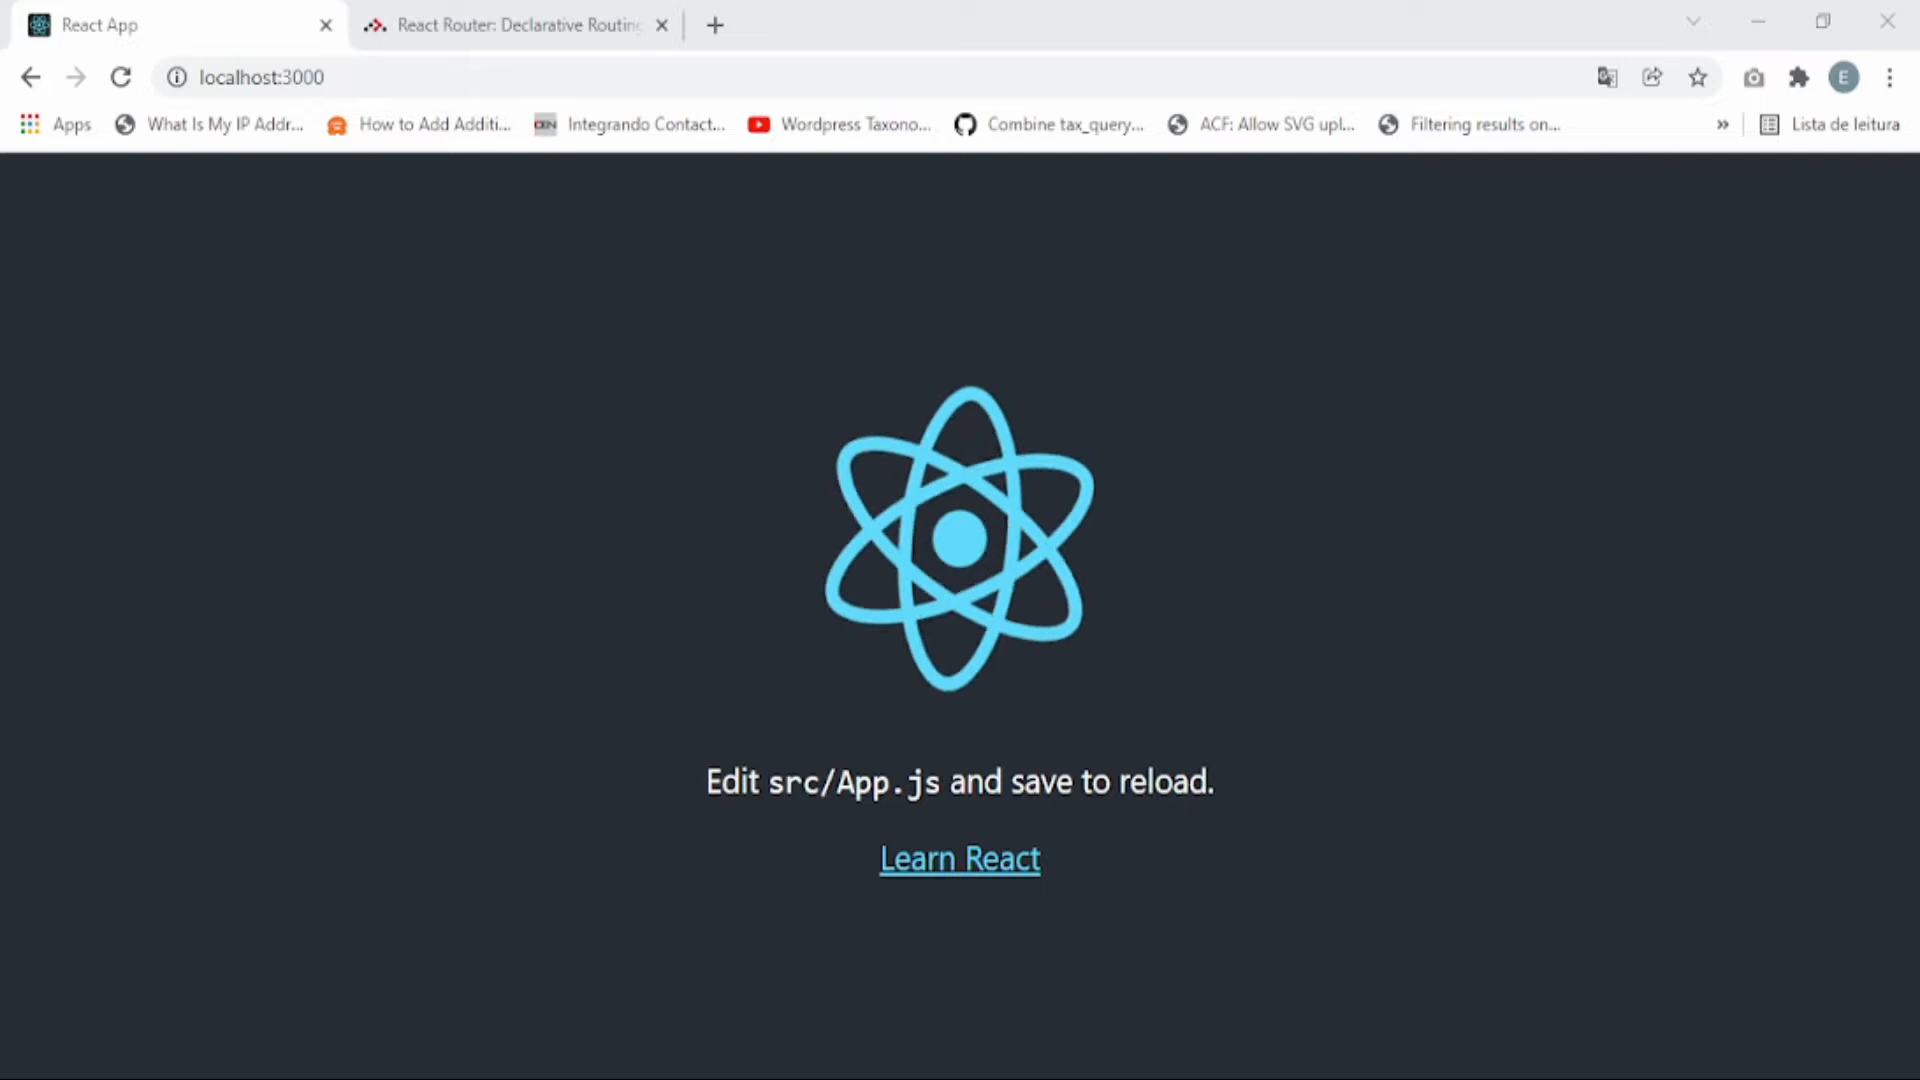 React App
React Router: Declarative Routing
localhost:3000
E
Apps
What Is My IP Addr...
How to Add Additi...
Integrando Contact...
Wordpress Taxono...
Combine tax_query...
ACF: Allow SVG upl...
Filtering results on...
»
Lista de leitura
Edit src/App.js and save to reload.
Learn React